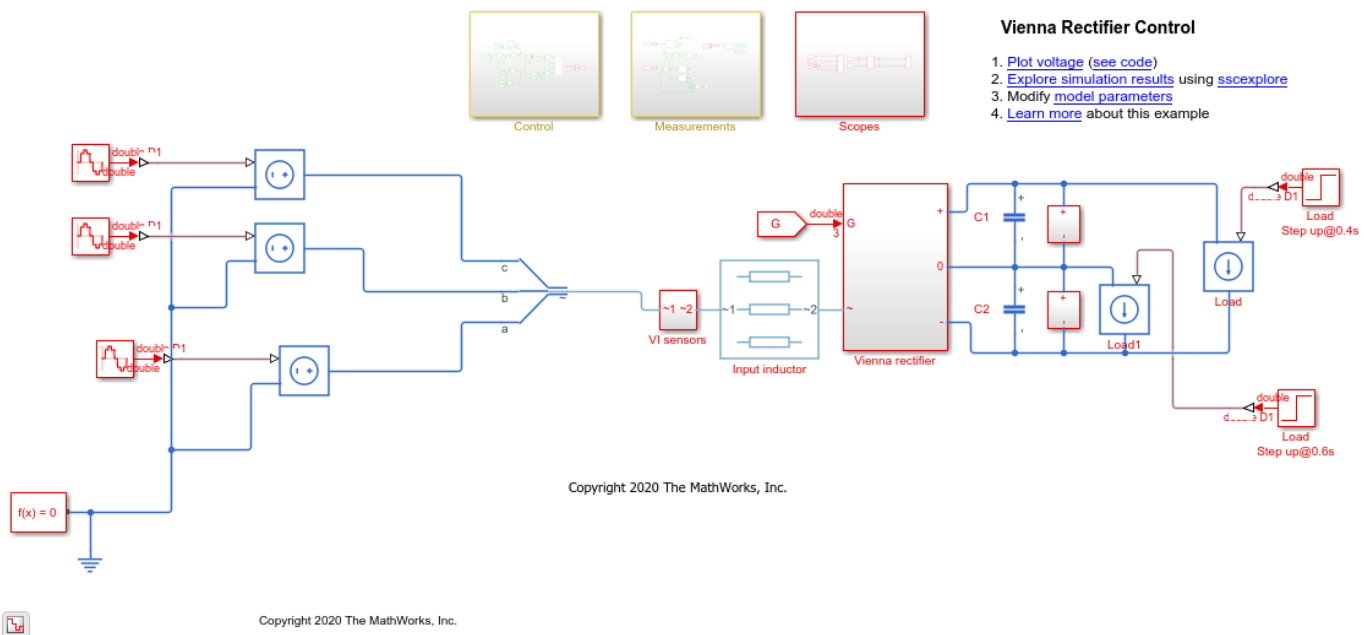 Vienna Rectifier Control
1. Plot voltage (see code)
2. Explore simulation results using sscexplore
3. Modify model parameters
4. Learn more about this example
Control
Measurements
Scopes
double
D1
double
double
D1
double
double
D1
double
c
b
a
~
~1 ~2
VI sensors
~1
~2
Input inductor
G
double
3
G
~
+
0
-
Vienna rectifier
C1
+
-
C2
+
-
+
+
Load1
Load
double
D1
Load
Step up@0.4s
double
D1
Load
Step up@0.6s
f(x) = 0
Copyright 2020 The MathWorks, Inc.
Copyright 2020 The MathWorks, Inc.